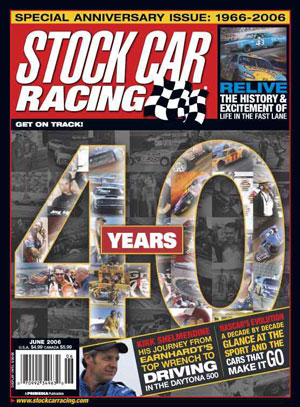 SPECIAL ANNIVERSARY ISSUE: 1966-2006
STOCK CAR
RACING
GET ON TRACK!
RELIVE
THE HISTORY &
EXCITEMENT OF
LIFE IN THE FAST LANE
40
YEARS
JUNE 2006
U.S.A. $4.99 CANADA $5.99
KIRK SHELMERDINE
HIS JOURNEY FROM
EARNHARDT'S
TOP WRENCH TO
DRIVING
IN THE DAYTONA 500
NASCAR'S EVOLUTION
A DECADE BY DECADE
GLANCE AT THE
SPORT AND THE
CARS THAT
MAKE IT GO
A PRIMEDIA Publication
www.stockcarracing.com